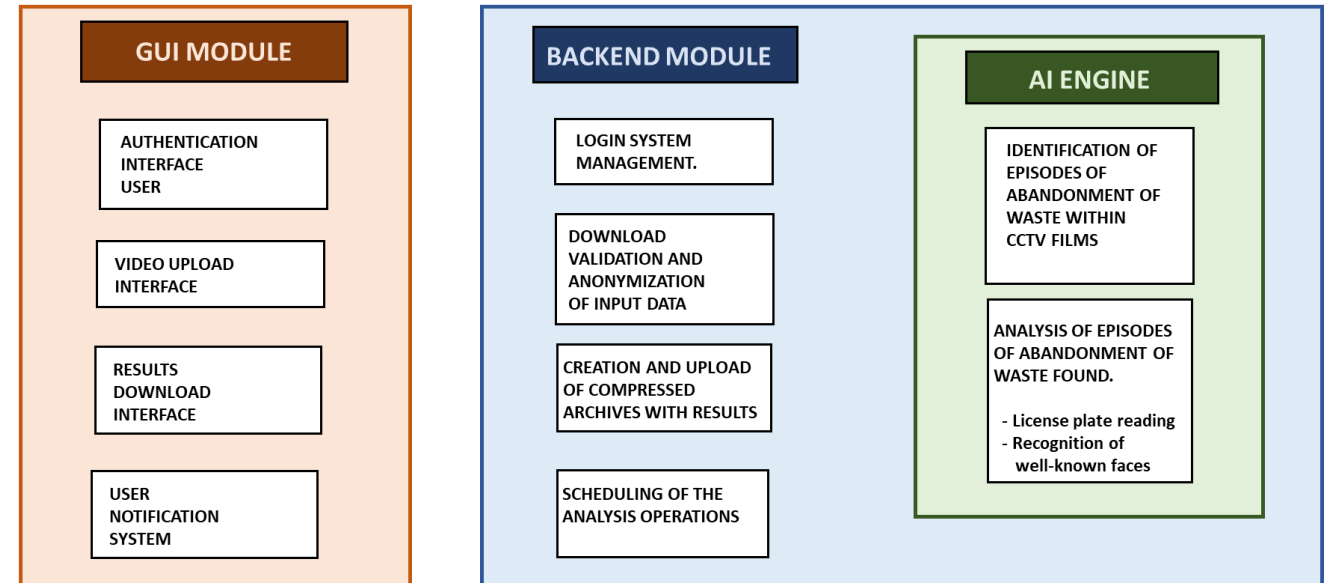 GUI MODULE
AUTHENTICATION
INTERFACE
USER
VIDEO UPLOAD
INTERFACE
RESULTS
DOWNLOAD
INTERFACE
USER
NOTIFICATION
SYSTEM
BACKEND MODULE
LOGIN SYSTEM
MANAGEMENT.
DOWNLOAD
VALIDATION AND
ANONYMIZATION
OF INPUT DATA
CREATION AND UPLOAD
OF COMPRESSED
ARCHIVES WITH RESULTS
SCHEDULING OF THE
ANALYSIS OPERATIONS
AI ENGINE
IDENTIFICATION OF
EPISODES OF
ABANDONMENT OF
WASTE WITHIN
CCTV FILMS
ANALYSIS OF EPISODES
OF ABANDONMENT OF
WASTE FOUND.
- License plate reading
- Recognition of
well-known faces